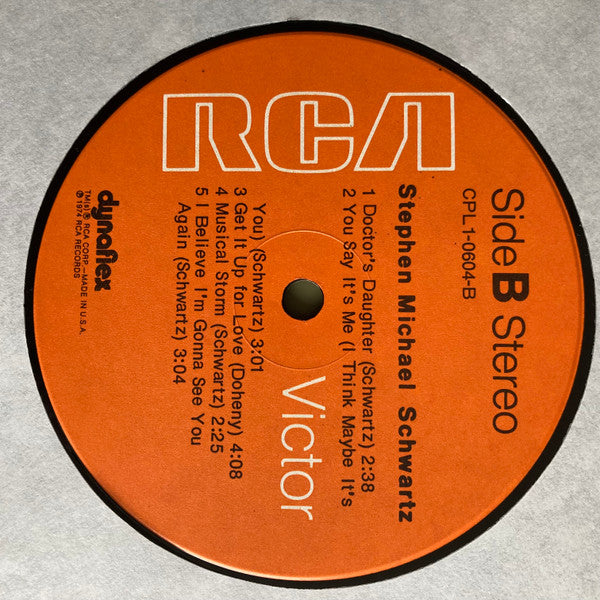 RCA
Victor
Side B Stereo
CPL1-0604-B
Stephen Michael Schwartz
1 Doctor's Daughter (Schwartz) 2:38
2 You Say It's Me (I Think Maybe It's
You) (Schwartz) 3:01
3 Get It Up for Love (Doheny) 4:08
4 Musical Storm (Schwartz) 2:25
5 I Believe I'm Gonna See You
Again (Schwartz) 3:04
dynaflex
TM(s) ® RCA CORP.—MADE IN U.S.A.
℗ 1974 RCA RECORDS